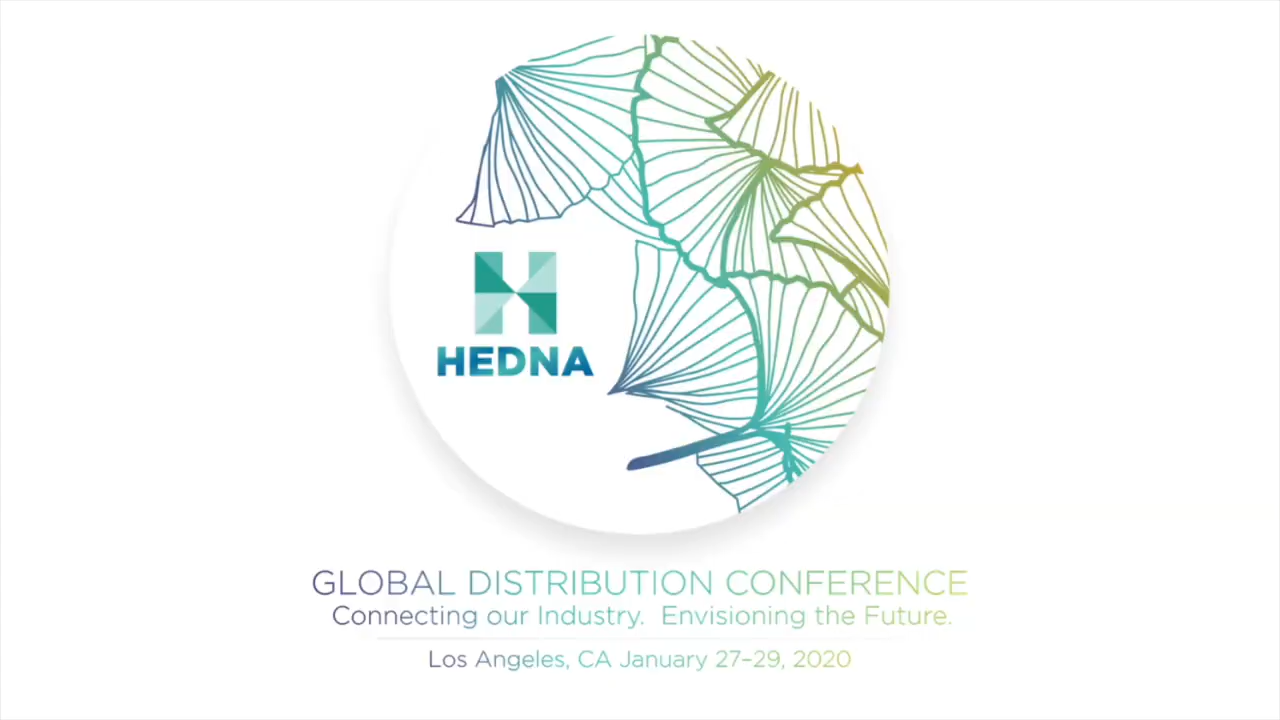 HEDNA
GLOBAL DISTRIBUTION CONFERENCE
Connecting our Industry. Envisioning the Future.
Los Angeles, CA January 27–29, 2020